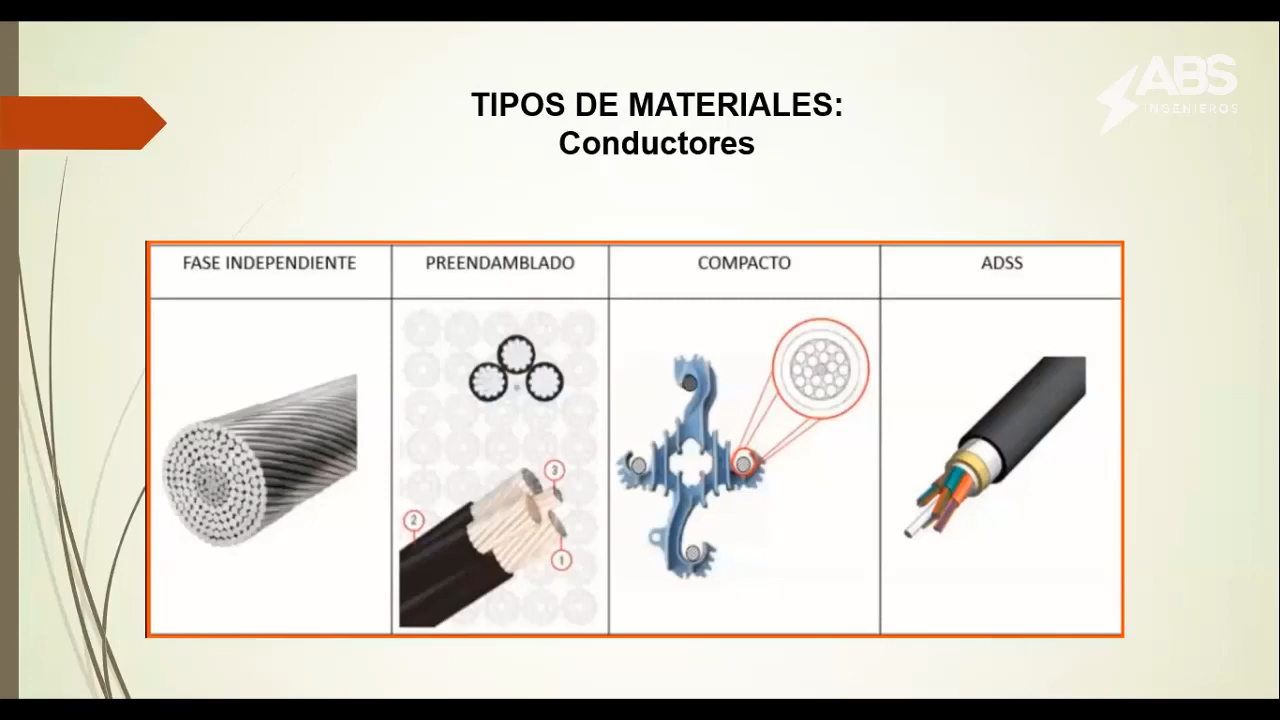 ABS
INGENIEROS
TIPOS DE MATERIALES:
Conductores
FASE INDEPENDIENTE
PREENDAMBLADO
COMPACTO
ADSS
3
2
1